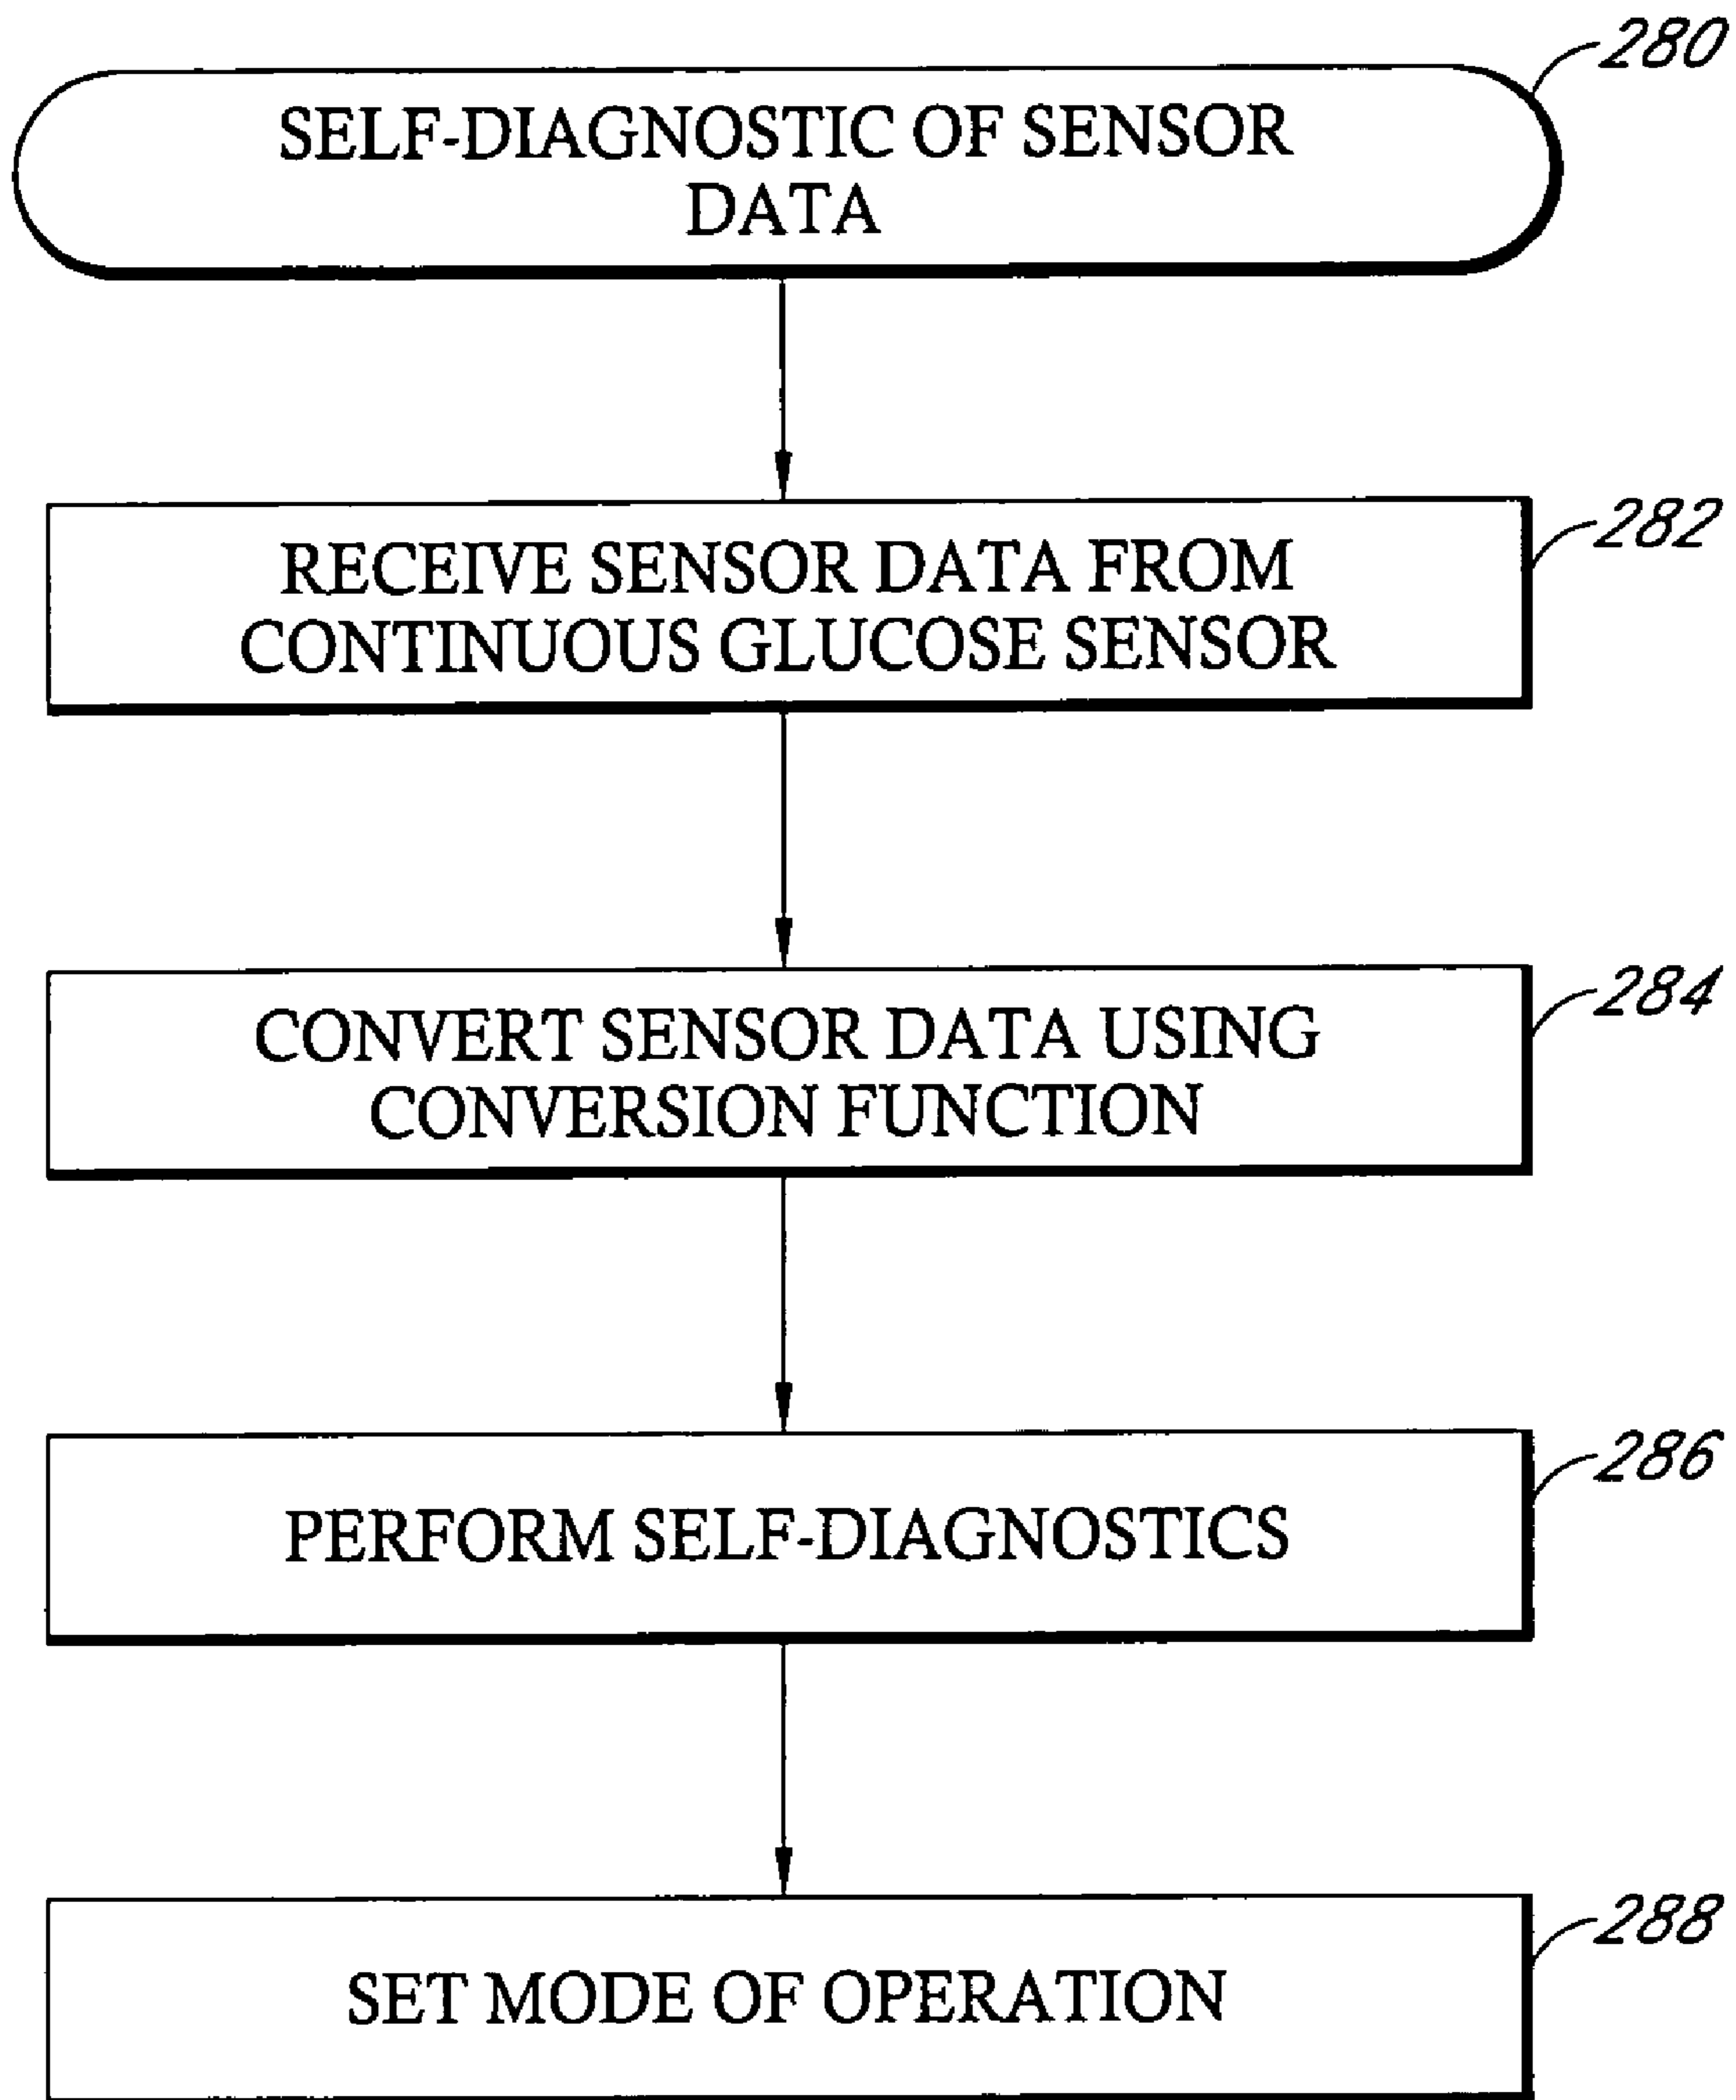 280
SELF-DIAGNOSTIC OF SENSOR
DATA
282
RECEIVE SENSOR DATA FROM
CONTINUOUS GLUCOSE SENSOR
284
CONVERT SENSOR DATA USING
CONVERSION FUNCTION
286
PERFORM SELF-DIAGNOSTICS
288
SET MODE OF OPERATION